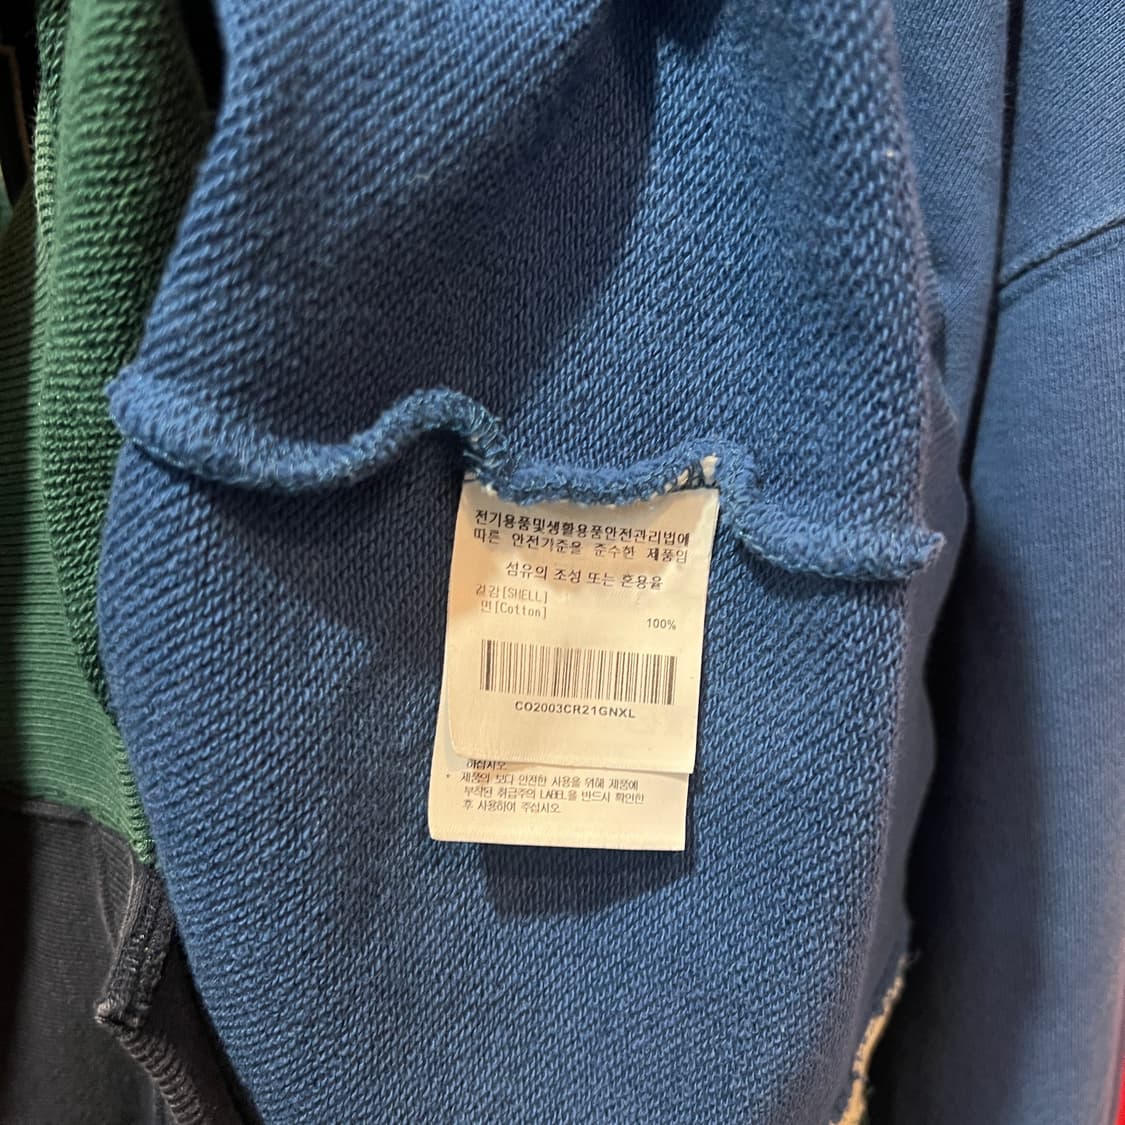 전기용품및생활용품안전관리법에
따른 안전기준을 준수한 제품임
섬유의 조성 또는 혼용율
겉감[SHELL]
면[Cotton]
100%
CO2003CR21GNXL
하십시오
* 제품의 보다 안전한 사용을 위해 제품에
부착된 취급주의 LABEL을 반드시 확인한
후 사용하여 주십시오.